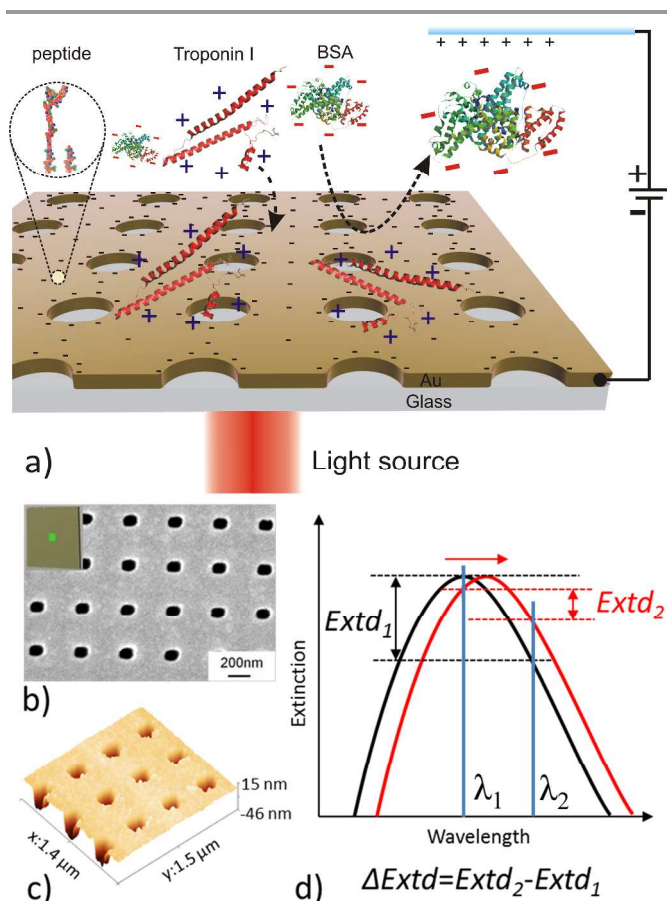 peptide
Troponin I
BSA
+ + + + + +
+
-
Au
Glass
a)
Light source
200nm
b)
15 nm
-46 nm
x:1.4 μm
y:1.5 μm
c)
Extinction
Extd1
Extd2
λ1
λ2
Wavelength
d)
ΔExtd=Extd2-Extd1